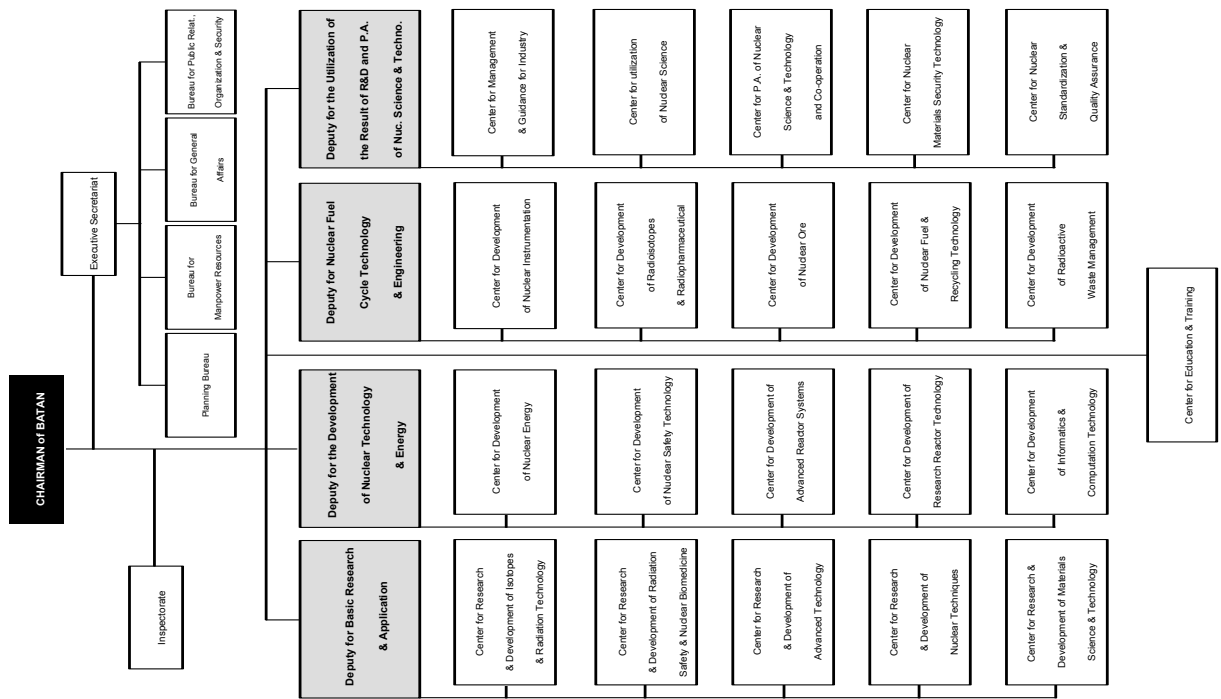 CHAIRMAN of BATAN
Inspectorate
Executive Secretariat
Planning Bureau
Bureau for
Manpower Resources
Bureau for General
Affairs
Bureau for Public Relat.,
Organization & Security
Deputy for Basic Research
& Application
Deputy for the Development
of Nuclear Technology
& Energy
Deputy for Nuclear Fuel
Cycle Technology
& Engineering
Deputy for the Utilization of
the Result of R&D and P.A.
of Nuc. Science & Techno.
Center for Research
& Development of Isotopes
& Radiation Technology
Center for Development
of Nuclear Energy
Center for Development
of Nuclear Instrumentation
Center for Management
& Guidance for Industry
Center for Research
& Development of Radiation
Safety & Nuclear Biomedicine
Center for Development
of Nuclear Safety Technology
Center for Development
of Radioisotopes
& Radiopharmaceutical
Center for utilization
of Nuclear Science
Center for Research
& Development of
Advanced Technology
Center for Development of
Advanced Reactor Systems
Center for Development
of Nuclear Ore
Center for P.A. of Nuclear
Science & Technology
and Co-operation
Center for Research
& Development of
Nuclear Techniques
Center for Development of
Research Reactor Technology
Center for Development
of Nuclear Fuel &
Recycling Technology
Center for Nuclear
Materials Security Technology
Center for Research &
Development of Materials
Science & Technology
Center for Development
of Informatics &
Computation Technology
Center for Development
of Radioactive
Waste Management
Center for Nuclear
Standardization &
Quality Assurance
Center for Education & Training